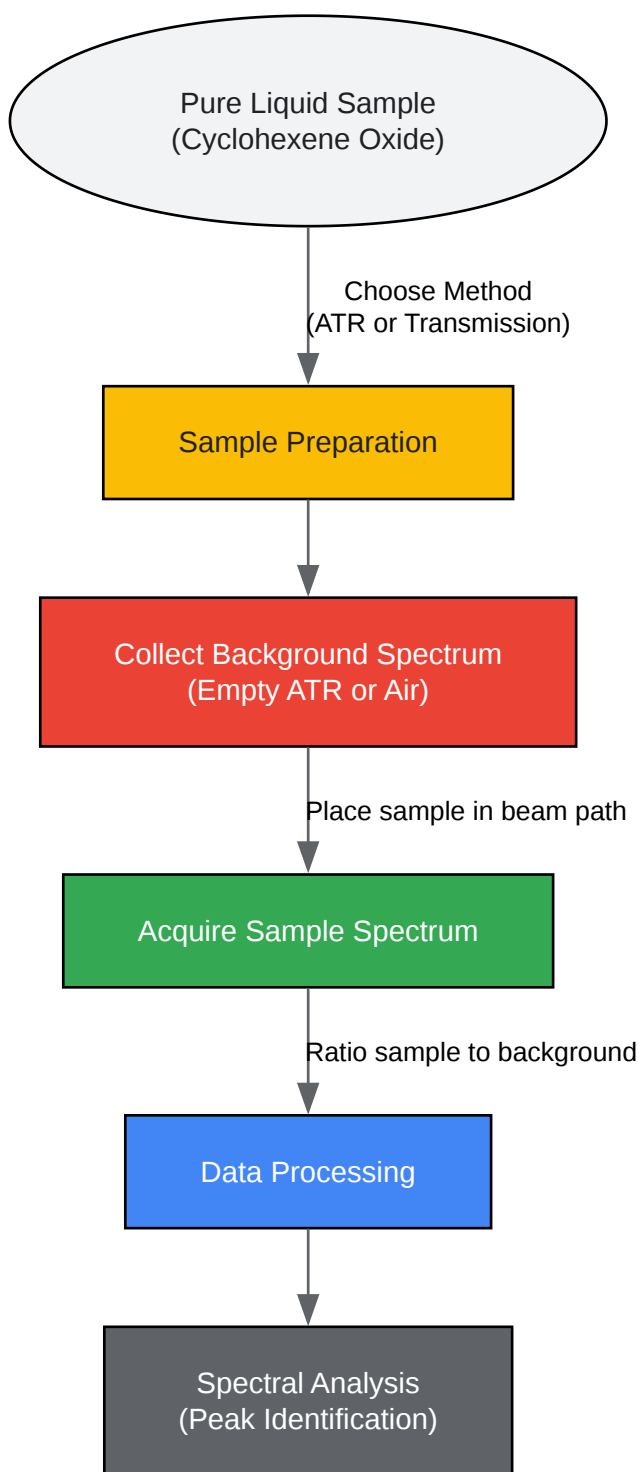 Pure Liquid Sample
(Cyclohexene Oxide)
Choose Method
(ATR or Transmission)
Sample Preparation
Collect Background Spectrum
(Empty ATR or Air)
Place sample in beam path
Acquire Sample Spectrum
Ratio sample to background
Data Processing
Spectral Analysis
(Peak Identification)